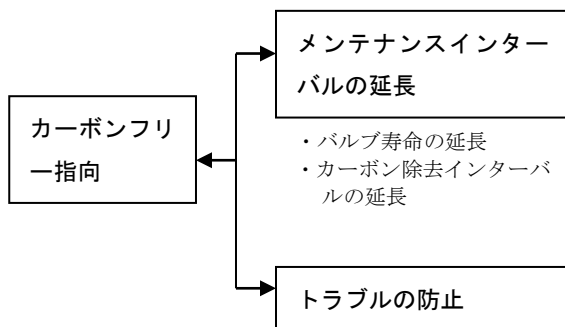 メンテナンスインター
バルの延長
カーボンフリ
ー指向
・バルブ寿命の延長
・カーボン除去インターバ
ルの延長
トラブルの防止